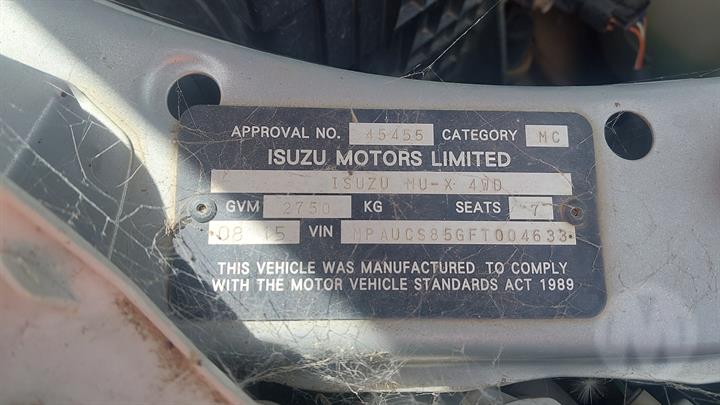 APPROVAL NO. 45455 CATEGORY MC
ISUZU MOTORS LIMITED
ISUZU MU-X 4WD
GVM 2750 KG SEATS 7
08 15 VIN MPAUCS85GFT004633
THIS VEHICLE WAS MANUFACTURED TO COMPLY
WITH THE MOTOR VEHICLE STANDARDS ACT 1989
M